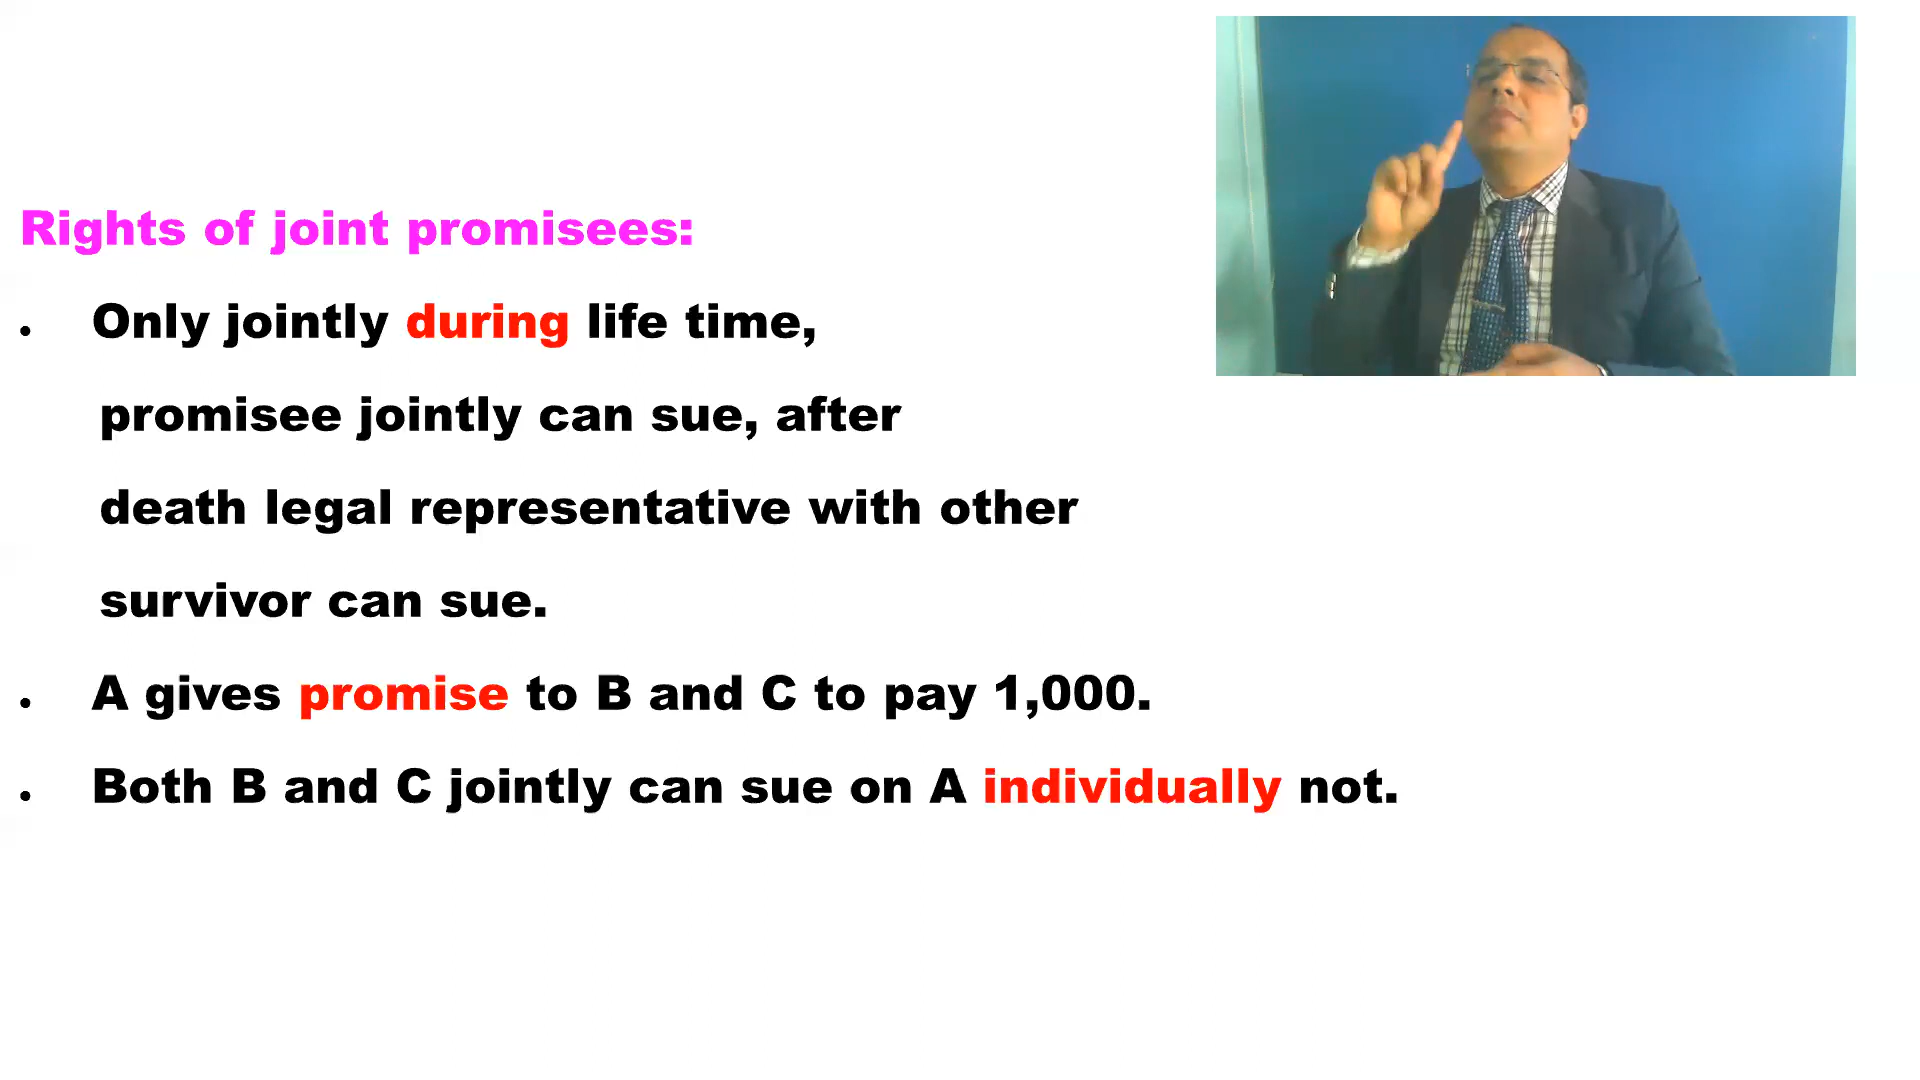 Rights of joint promisees:
• Only jointly during life time,
promisee jointly can sue, after
death legal representative with other
survivor can sue.
• A gives promise to B and C to pay 1,000.
• Both B and C jointly can sue on A individually not.